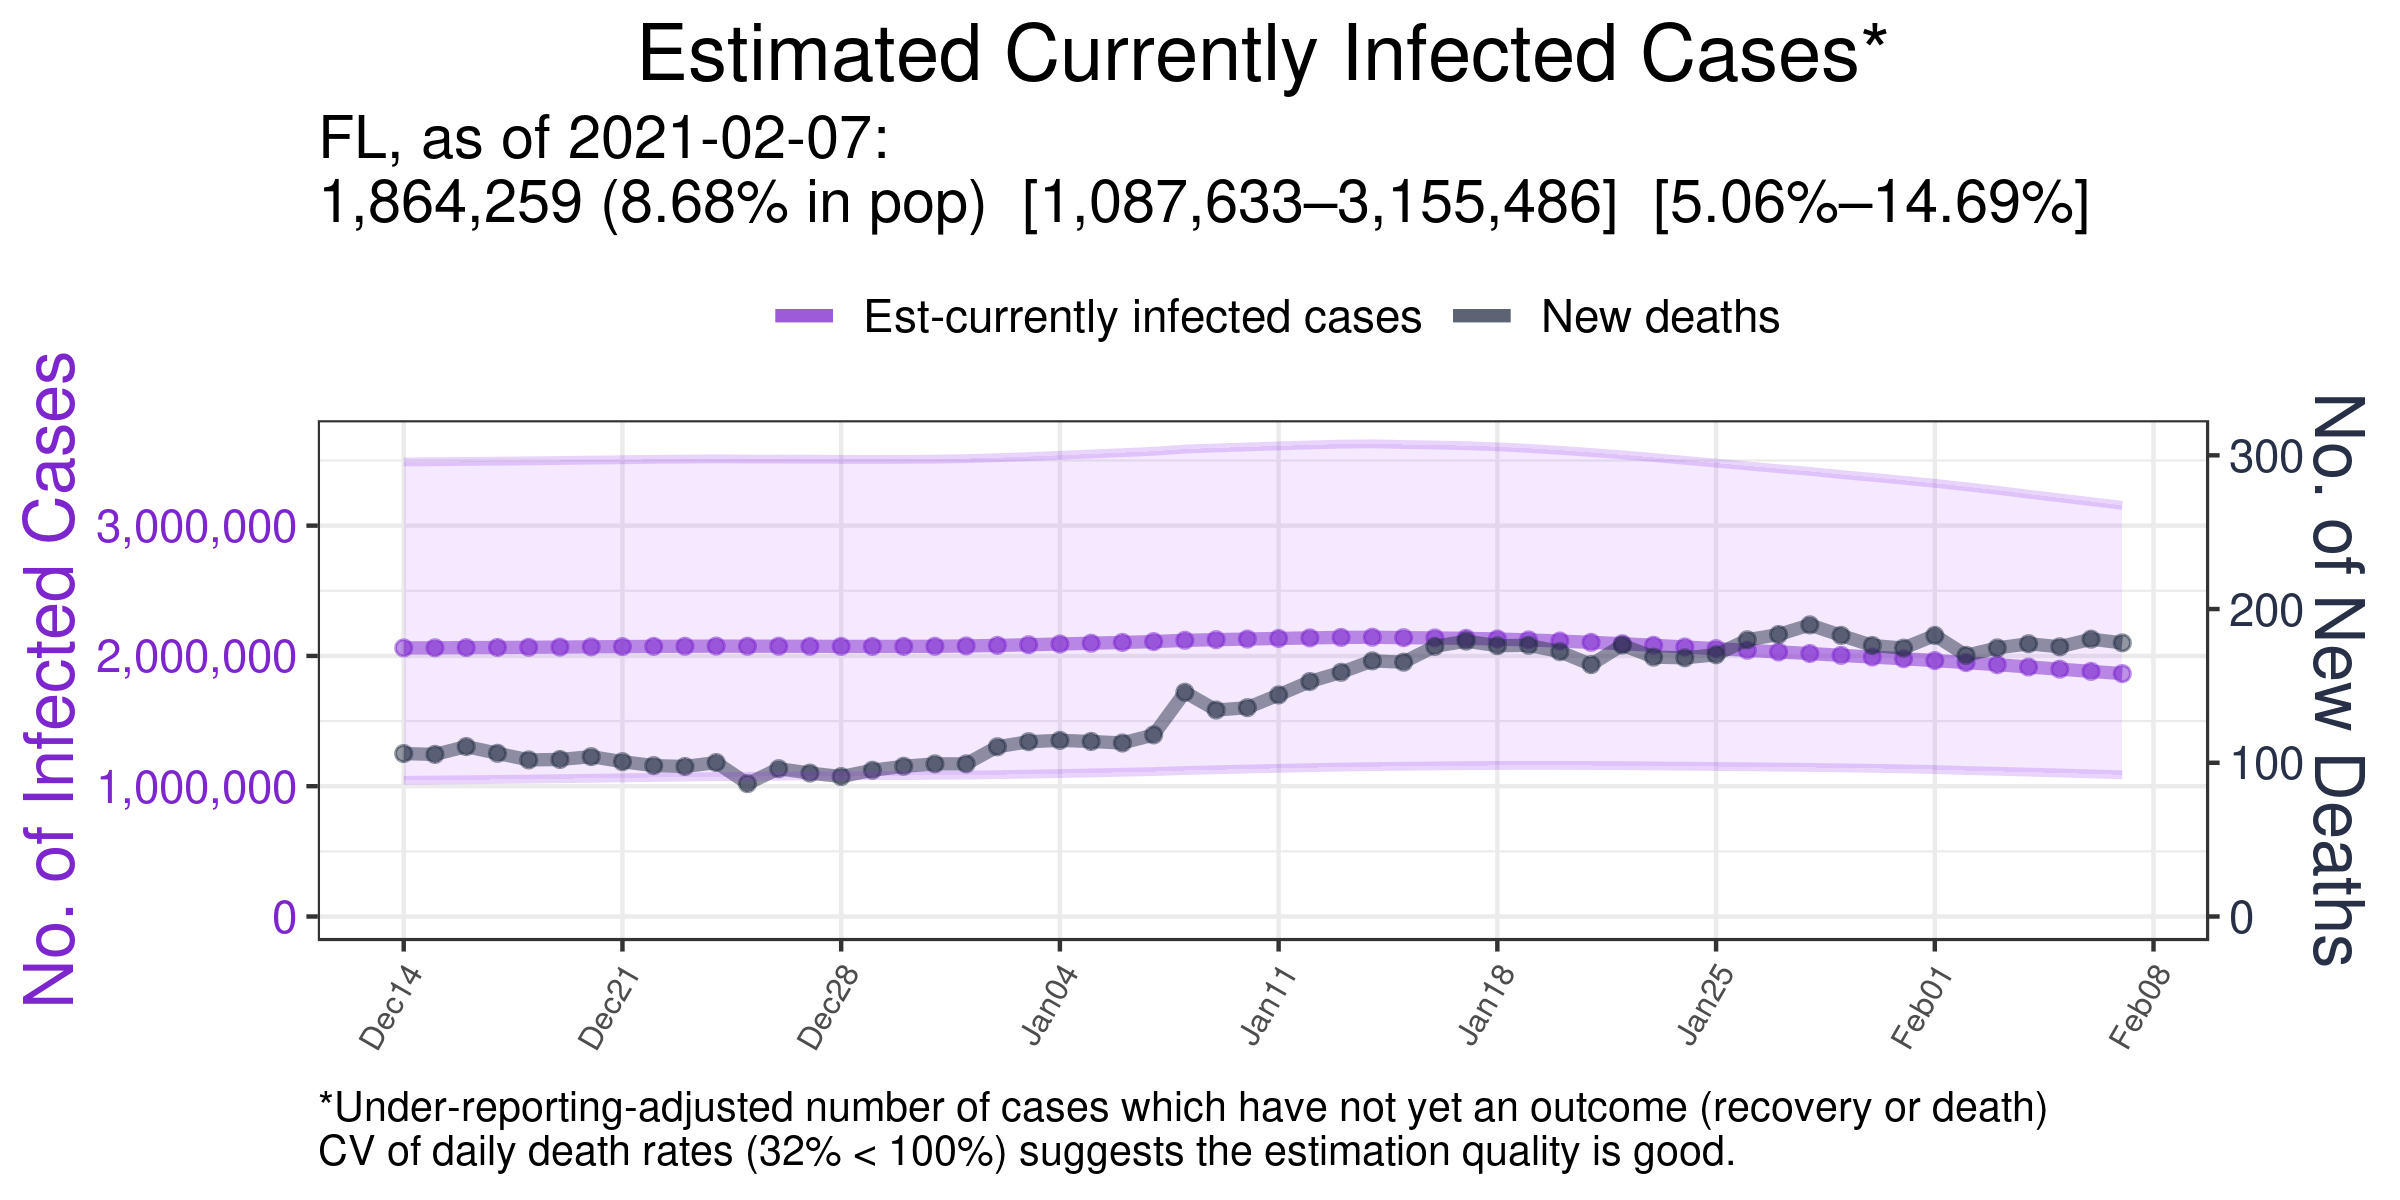 Estimated Currently Infected Cases*
FL, as of 2021-02-07:
1,864,259 (8.68% in pop) [1,087,633–3,155,486] [5.06%–14.69%]
Est-currently infected cases
New deaths
No. of Infected Cases
3,000,000
2,000,000
1,000,000
0
300
200
100
0
No. of New Deaths
Dec14
Dec21
Dec28
Jan04
Jan11
Jan18
Jan25
Feb01
Feb08
*Under-reporting-adjusted number of cases which have not yet an outcome (recovery or death)
CV of daily death rates (32% < 100%) suggests the estimation quality is good.